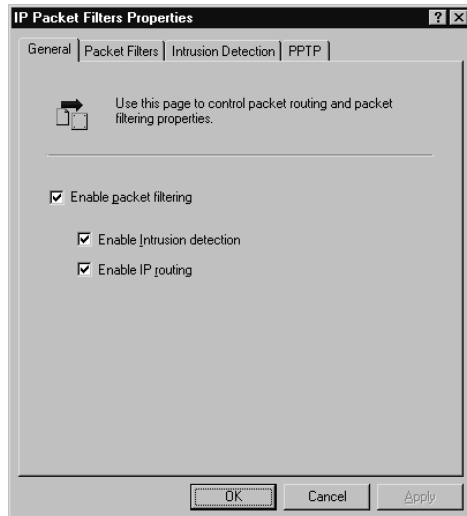 IP Packet Filters Properties
General
Packet Filters
Intrusion Detection
PPTP
Use this page to control packet routing and packet
filtering properties.
Enable packet filtering
Enable Intrusion detection
Enable IP routing
OK
Cancel
Apply